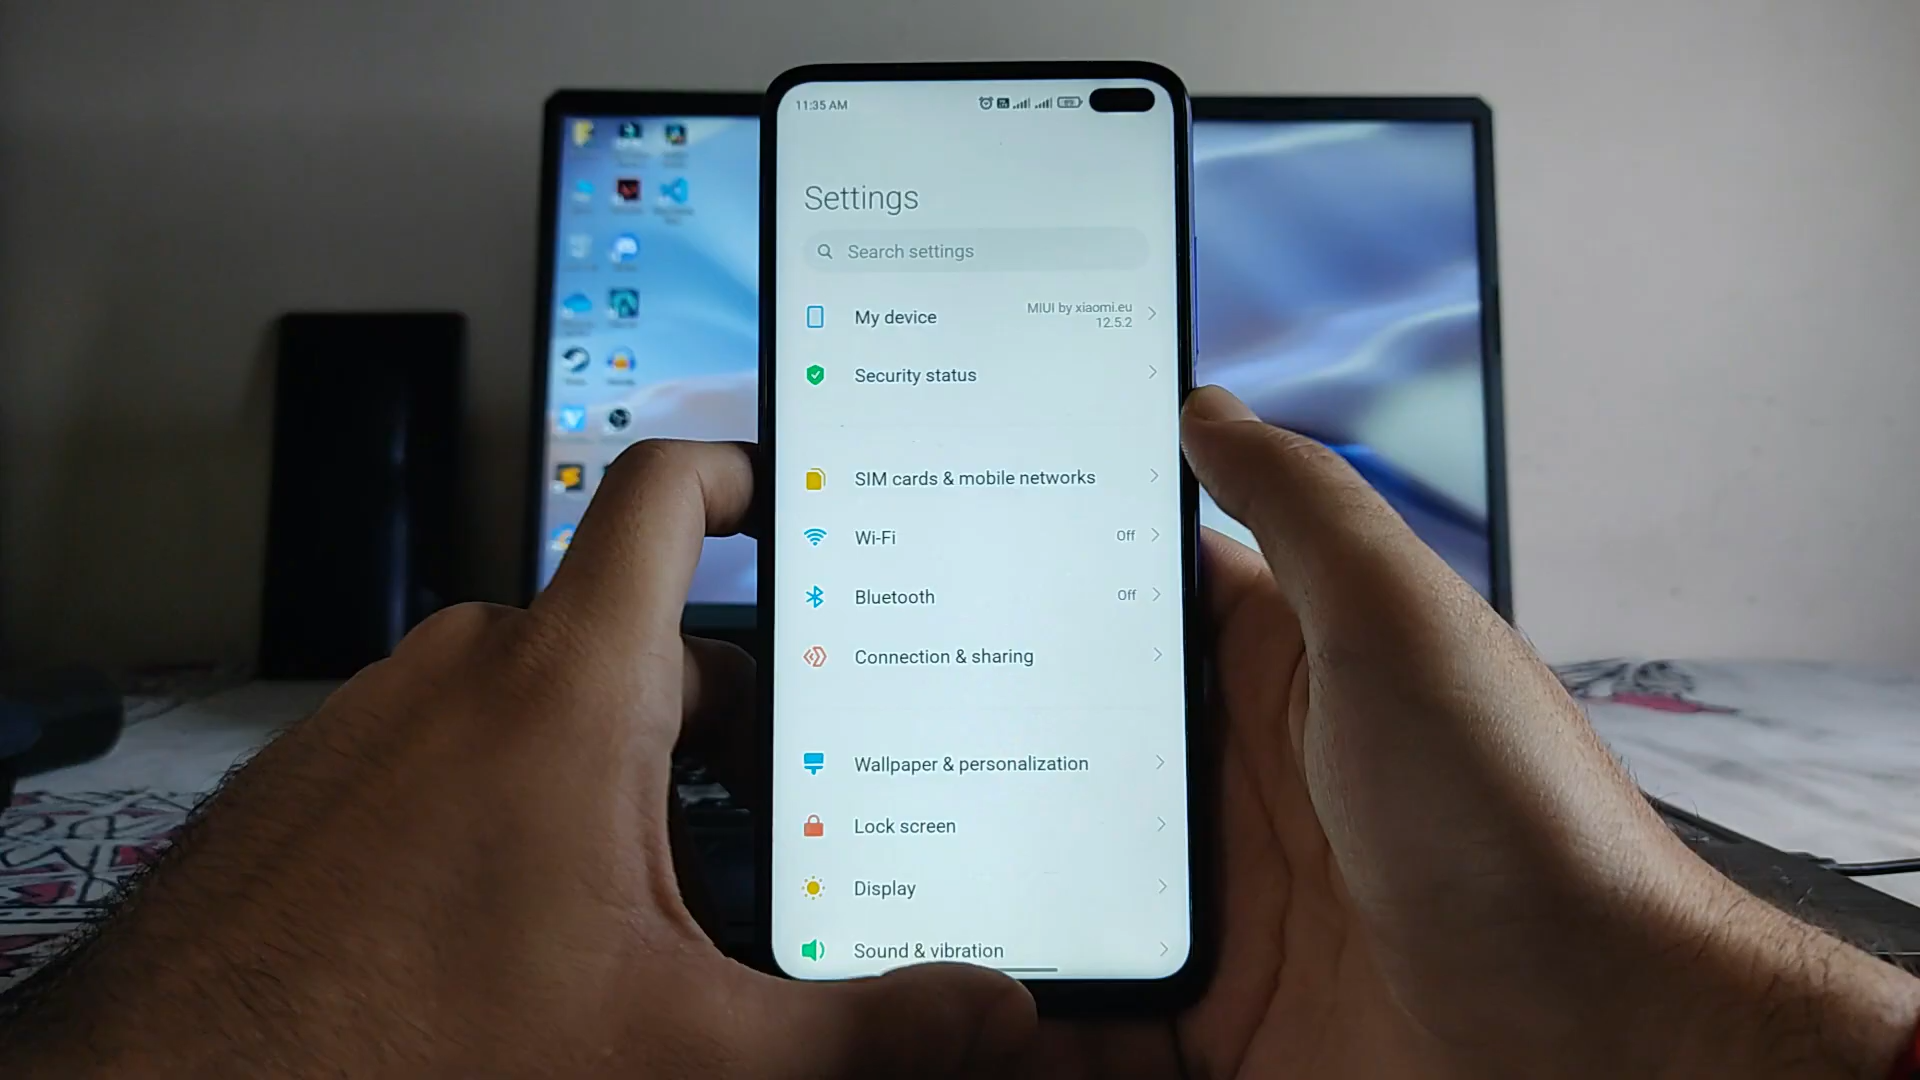 11:35 AM
Settings
Search settings
My device
MIUI by xiaomi.eu
12.5.2
Security status
SIM cards & mobile networks
Wi-Fi
Off
Bluetooth
Off
Connection & sharing
Wallpaper & personalization
Lock screen
Display
Sound & vibration